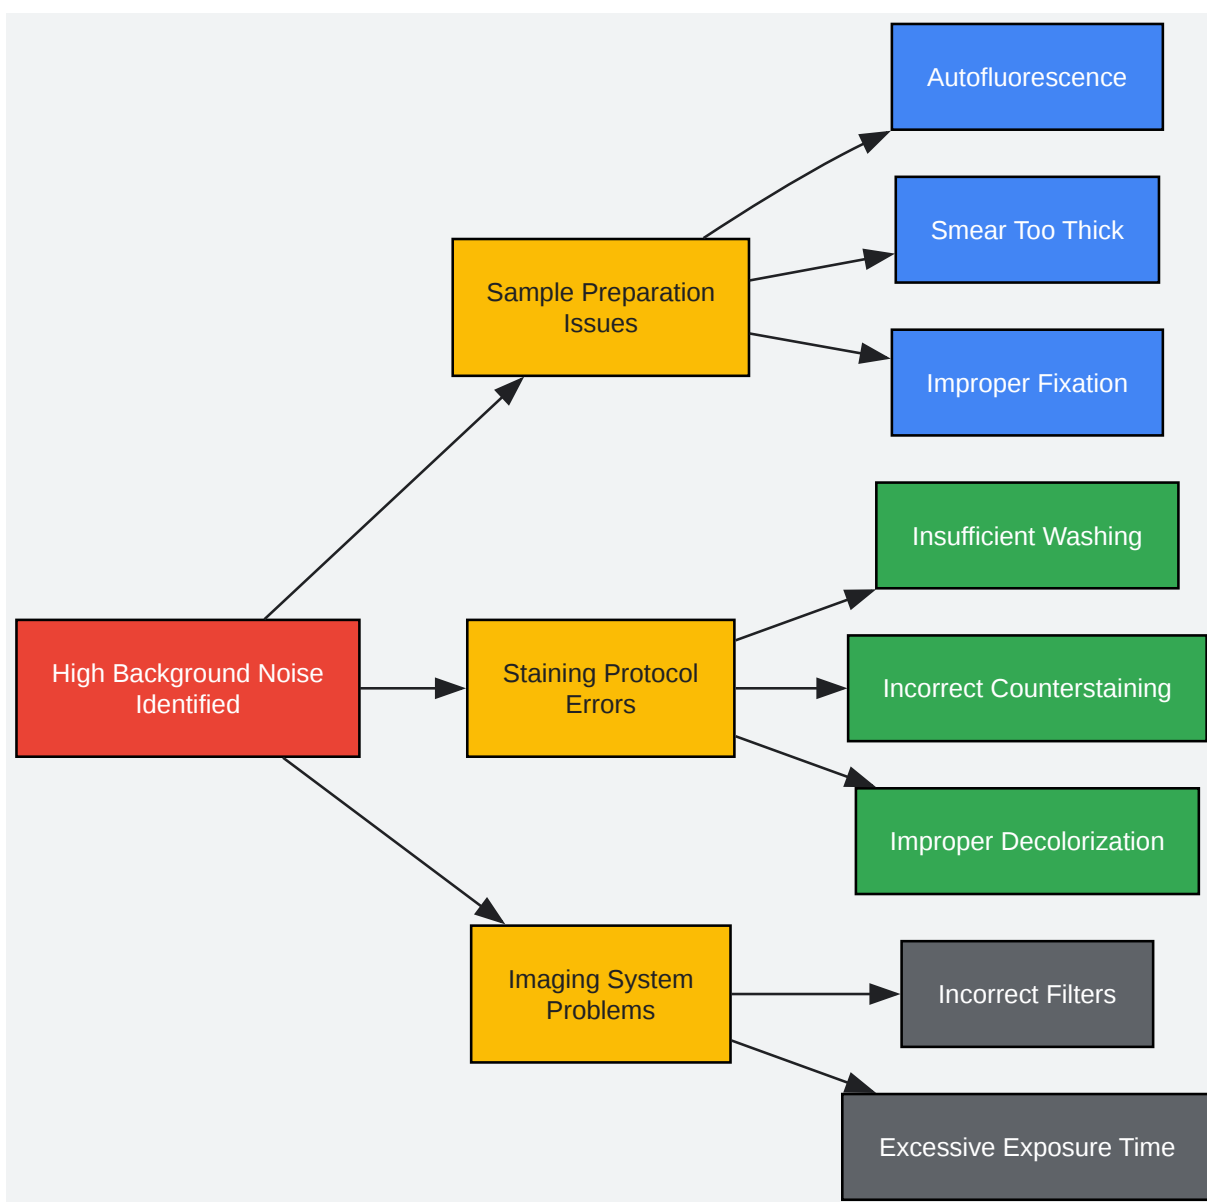 Autofluorescence
Smear Too Thick
Sample Preparation
Issues
Improper Fixation
Insufficient Washing
High Background Noise
Identified
Staining Protocol
Errors
Incorrect Counterstaining
Improper Decolorization
Imaging System
Problems
Incorrect Filters
Excessive Exposure Time